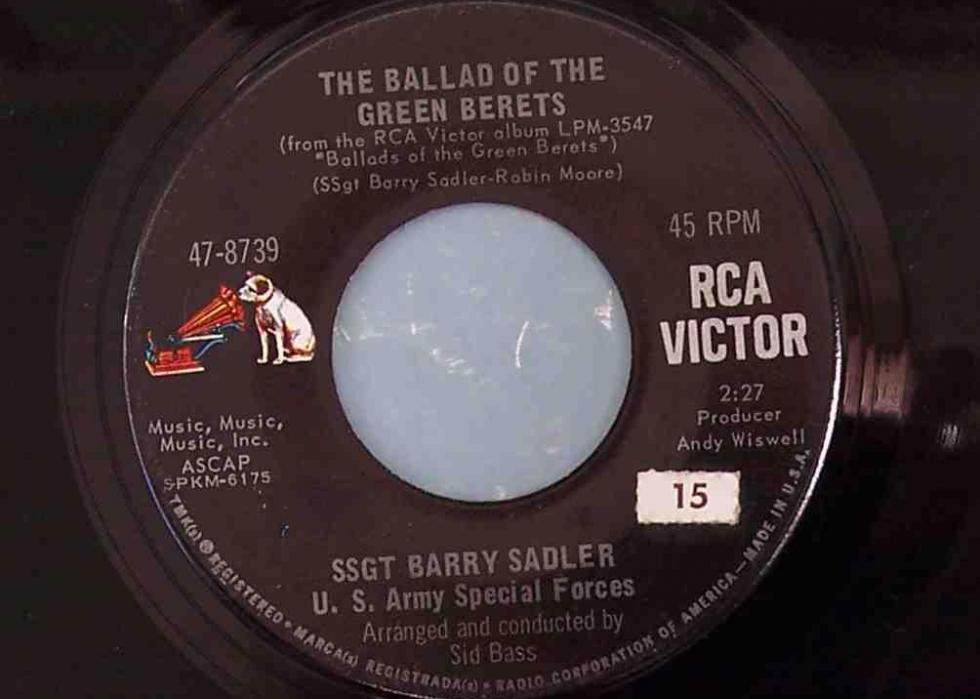 THE BALLAD OF THE
GREEN BERETS
(from the RCA Victor album LPM-3547
"Ballads of the Green Berets")
(SSgt Barry Sadler-Robin Moore)
47-8739
45 RPM
RCA
VICTOR
2:27
Producer
Andy Wiswell
Music, Music,
Music, Inc.
ASCAP
SPKM-6175
15
SSGT BARRY SADLER
U. S. Army Special Forces
Arranged and conducted by
Sid Bass
TMK(s) ® REGISTERED • MARCA(s) REGISTRADA(s) • RADIO CORPORATION OF AMERICA — MADE IN U.S.A.